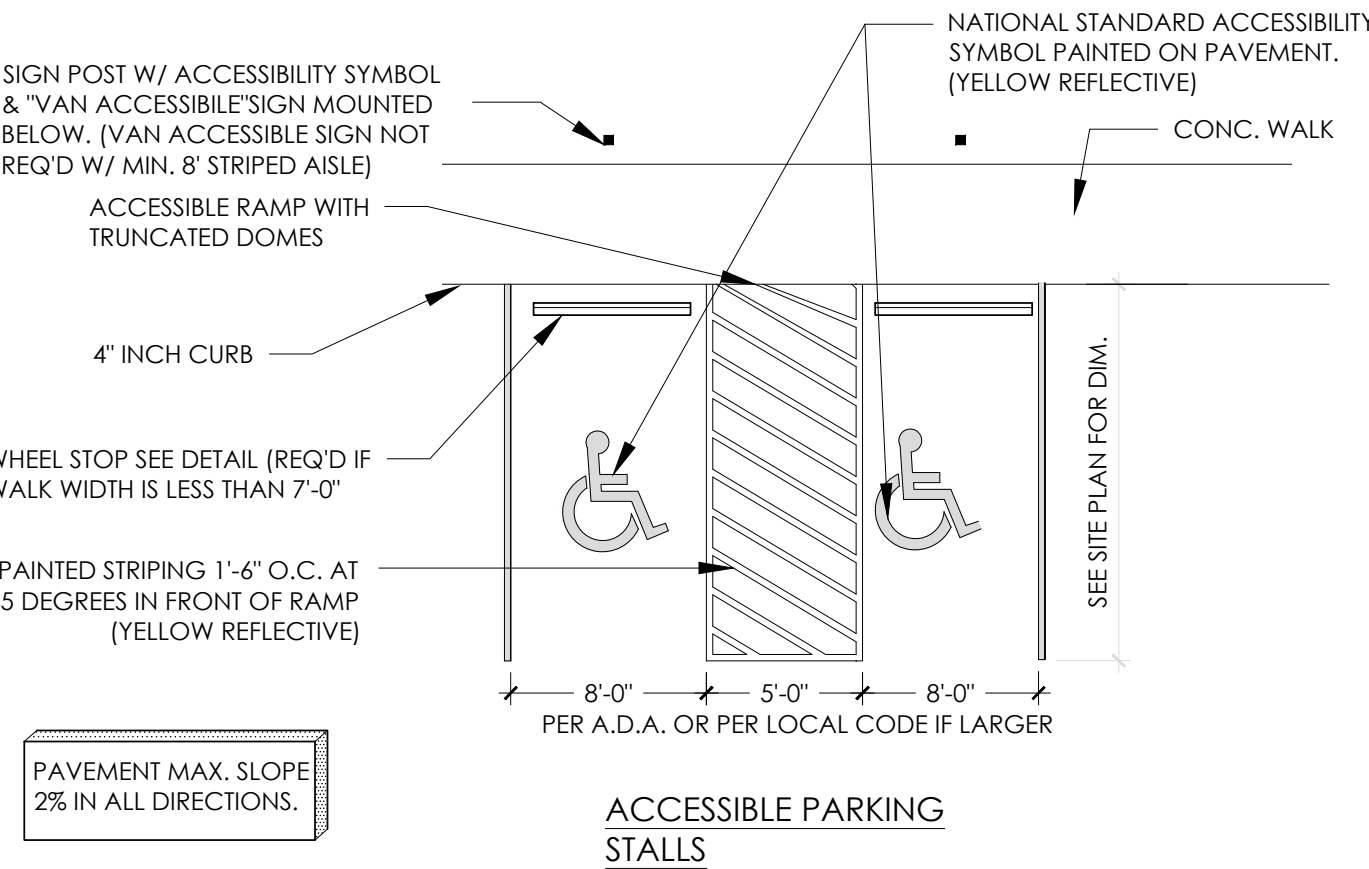 NATIONAL STANDARD ACCESSIBILITY
SYMBOL PAINTED ON PAVEMENT.
(YELLOW REFLECTIVE)
SIGN POST W/ ACCESSIBILITY SYMBOL
& "VAN ACCESSIBILE"SIGN MOUNTED
BELOW. (VAN ACCESSIBLE SIGN NOT
REQ'D W/ MIN. 8' STRIPED AISLE)
CONC. WALK
ACCESSIBLE RAMP WITH
TRUNCATED DOMES
4" INCH CURB
WHEEL STOP SEE DETAIL (REQ'D IF
WALK WIDTH IS LESS THAN 7'-0"
SEE SITE PLAN FOR DIM.
PAINTED STRIPING 1'-6" O.C. AT
5 DEGREES IN FRONT OF RAMP
(YELLOW REFLECTIVE)
8'-0" 5'-0" 8'-0"
PER A.D.A. OR PER LOCAL CODE IF LARGER
PAVEMENT MAX. SLOPE
2% IN ALL DIRECTIONS.
ACCESSIBLE PARKING
STALLS